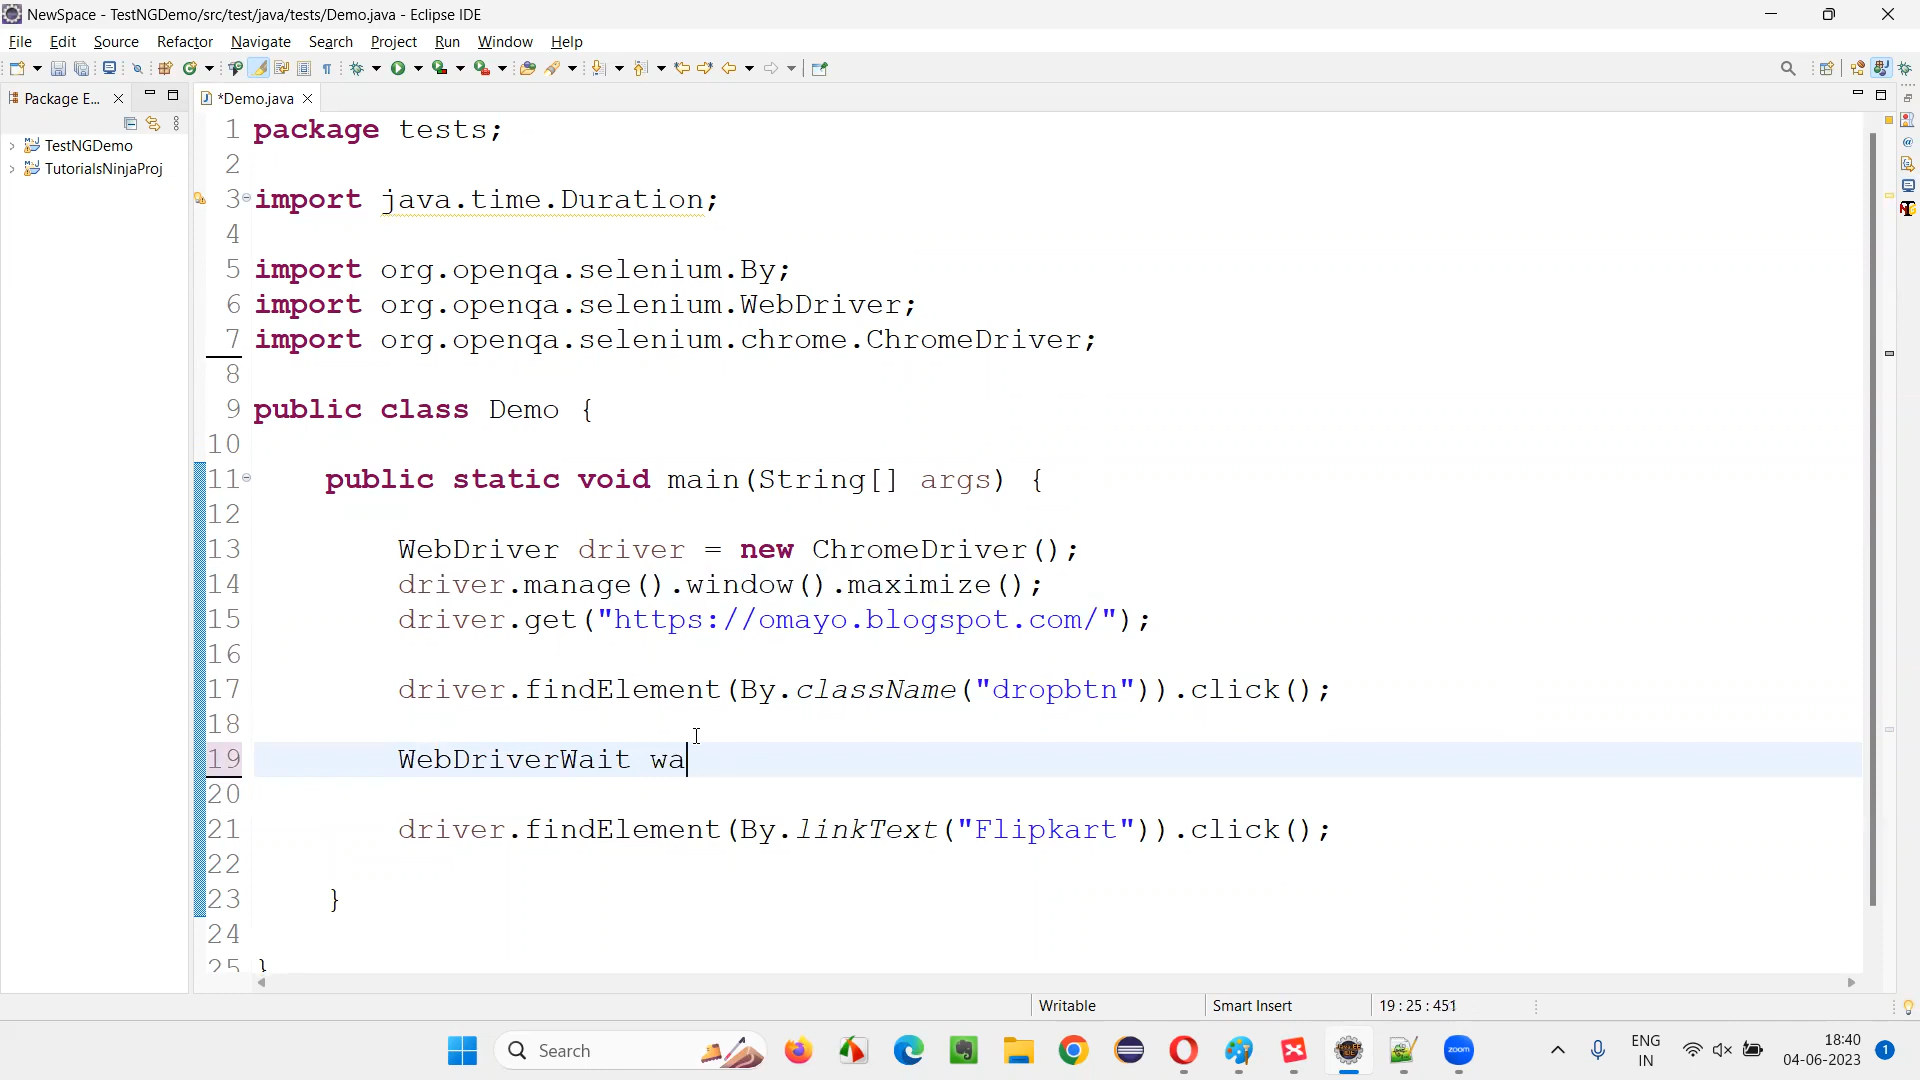 NewSpace - TestNGDemo/src/test/java/tests/Demo.java - Eclipse IDE
File Edit Source Refactor Navigate Search Project Run Window Help
Package E...
*Demo.java
TestNGDemo
TutorialsNinjaProj
1 package tests;
2
3 import java.time.Duration;
4
5 import org.openqa.selenium.By;
6 import org.openqa.selenium.WebDriver;
7 import org.openqa.selenium.chrome.ChromeDriver;
8
9 public class Demo {
10
11 public static void main(String[] args) {
12
13 WebDriver driver = new ChromeDriver();
14 driver.manage().window().maximize();
15 driver.get("https://omayo.blogspot.com/");
16
17 driver.findElement(By.className("dropbtn")).click();
18
19 WebDriverWait wa
20
21 driver.findElement(By.linkText("Flipkart")).click();
22
23 }
24
25 }
Writable Smart Insert 19 : 25 : 451
Search
zoom
ENG
IN
18:40
04-06-2023
1